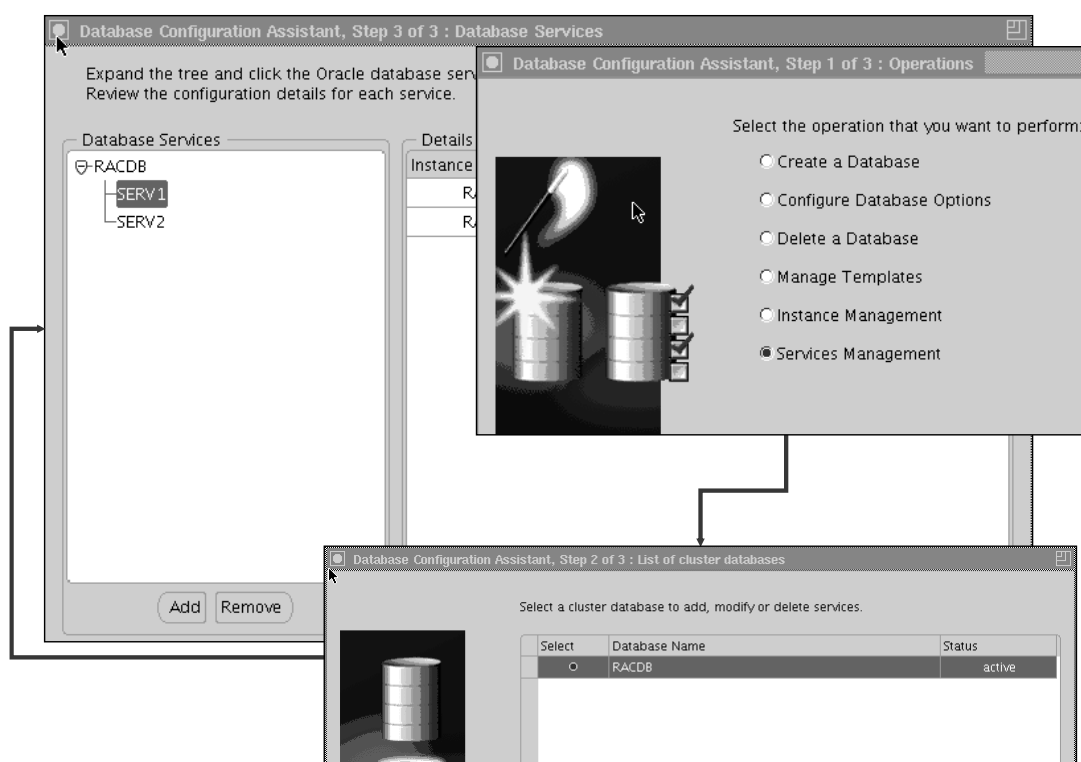 Database Configuration Assistant, Step 3 of 3 : Database Services
Expand the tree and click the Oracle database
Review the configuration details for each service.
Database Services
RACDB
SERV1
SERV2
Add
Remove
Details
Instance
Database Configuration Assistant, Step 1 of 3 : Operations
Select the operation that you want to perform:
Create a Database
Configure Database Options
Delete a Database
Manage Templates
Instance Management
Services Management
Database Configuration Assistant, Step 2 of 3 : List of cluster databases
Select a cluster database to add, modify or delete services.
Select Database Name Status
RACDB active